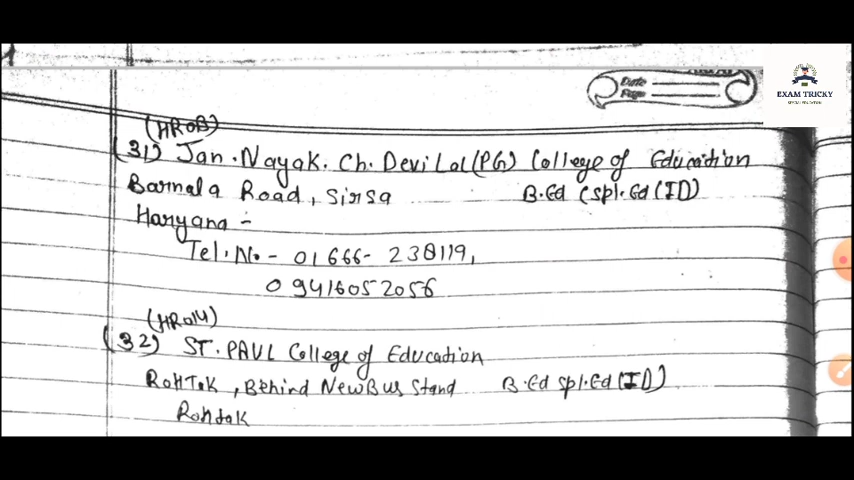 Date
Page
EXAM TRICKY
SPECIAL EDUCATION
(HR013)
(31) Jan. Nayak. Ch. Devi Lal (PG) College of Education
Barnala Road, Sirsa B.Ed (Spl.Ed (ID)
Haryana :-
Tel. No. - 01666- 238119,
09416052056
(HR014)
(32) ST. PAUL College of Education
RohTak, Behind New Bus Stand B.Ed Spl.Ed (ID)
Rohtak